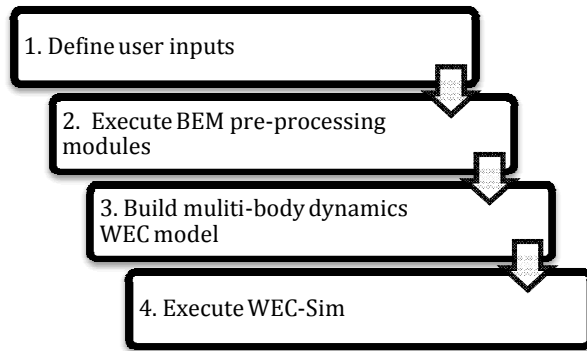 1. Define user inputs
2. Execute BEM pre-processing
modules
3. Build muliti-body dynamics
WEC model
4. Execute WEC-Sim